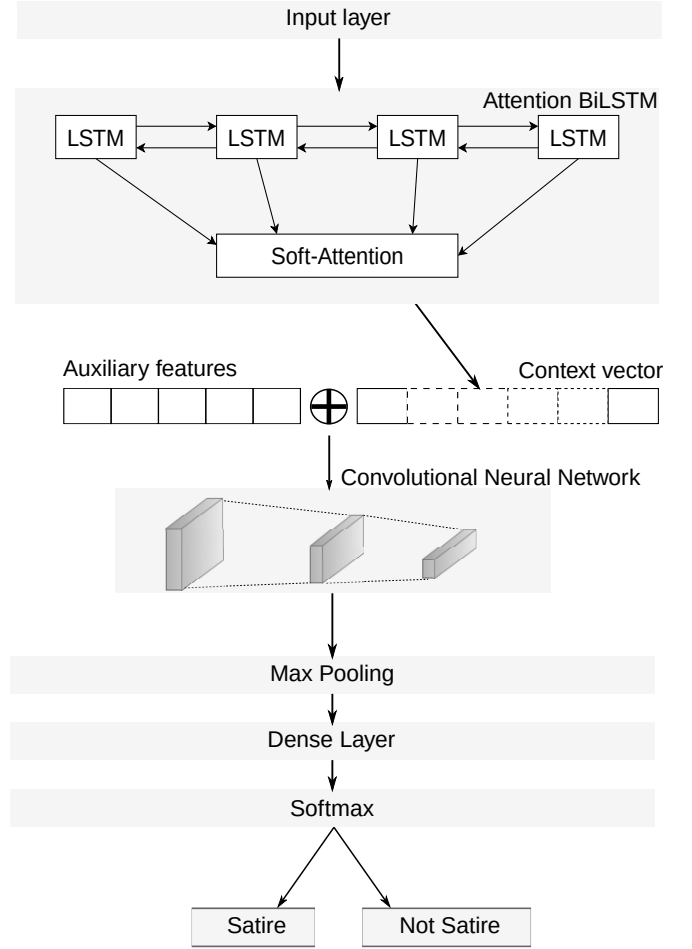 Input layer
Attention BiLSTM
LSTM LSTM LSTM LSTM
Soft-Attention
Auxiliary features Context vector
Convolutional Neural Network
Max Pooling
Dense Layer
Softmax
Satire Not Satire